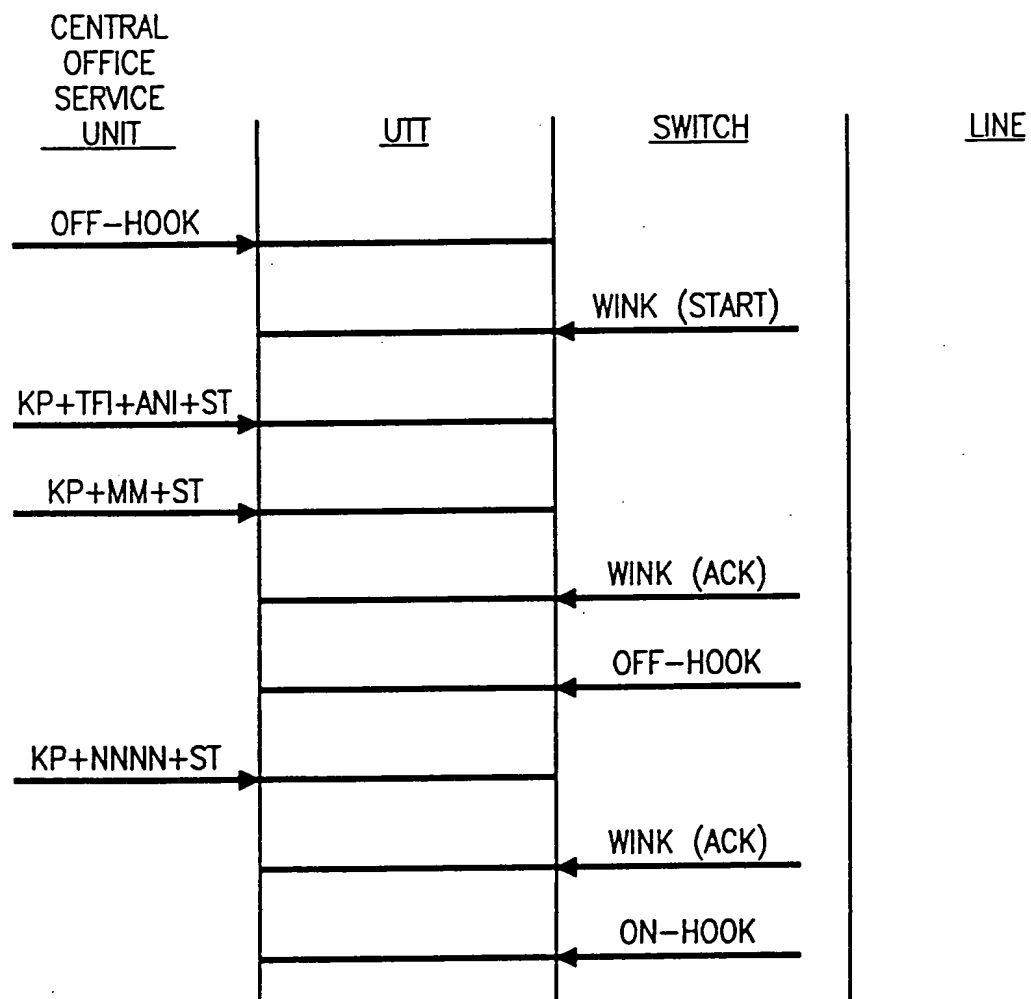 CENTRAL
OFFICE
SERVICE
UNIT
UTT
SWITCH
LINE
OFF-HOOK
WINK (START)
KP+TFI+ANI+ST
KP+MM+ST
WINK (ACK)
OFF-HOOK
KP+NNNN+ST
WINK (ACK)
ON-HOOK